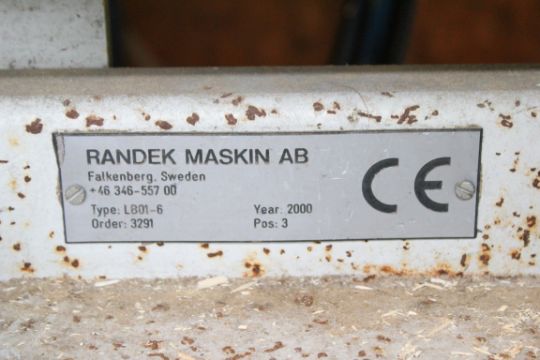 RANDEK MASKIN AB
Falkenberg, Sweden
+46 346-557 00
Type: LB01-6 Year: 2000
Order: 3291 Pos: 3
CE